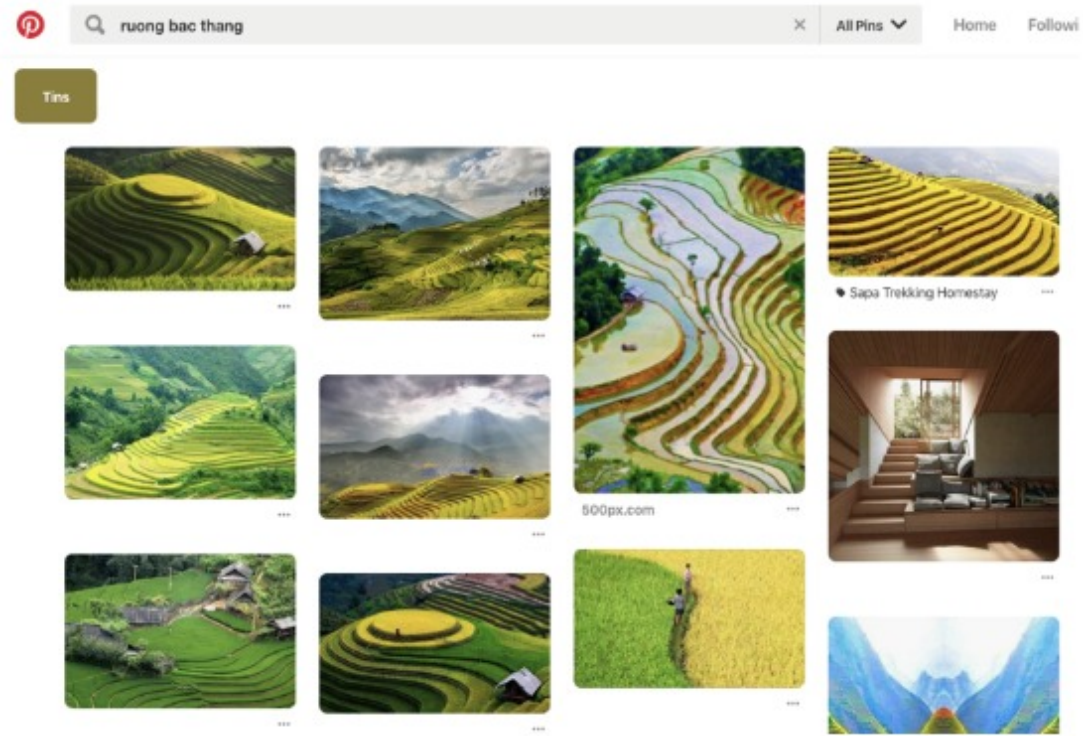 ruong bac thang
All Pins
Home
Followi
Tins
Sapa Trekking Homestay
500px.com